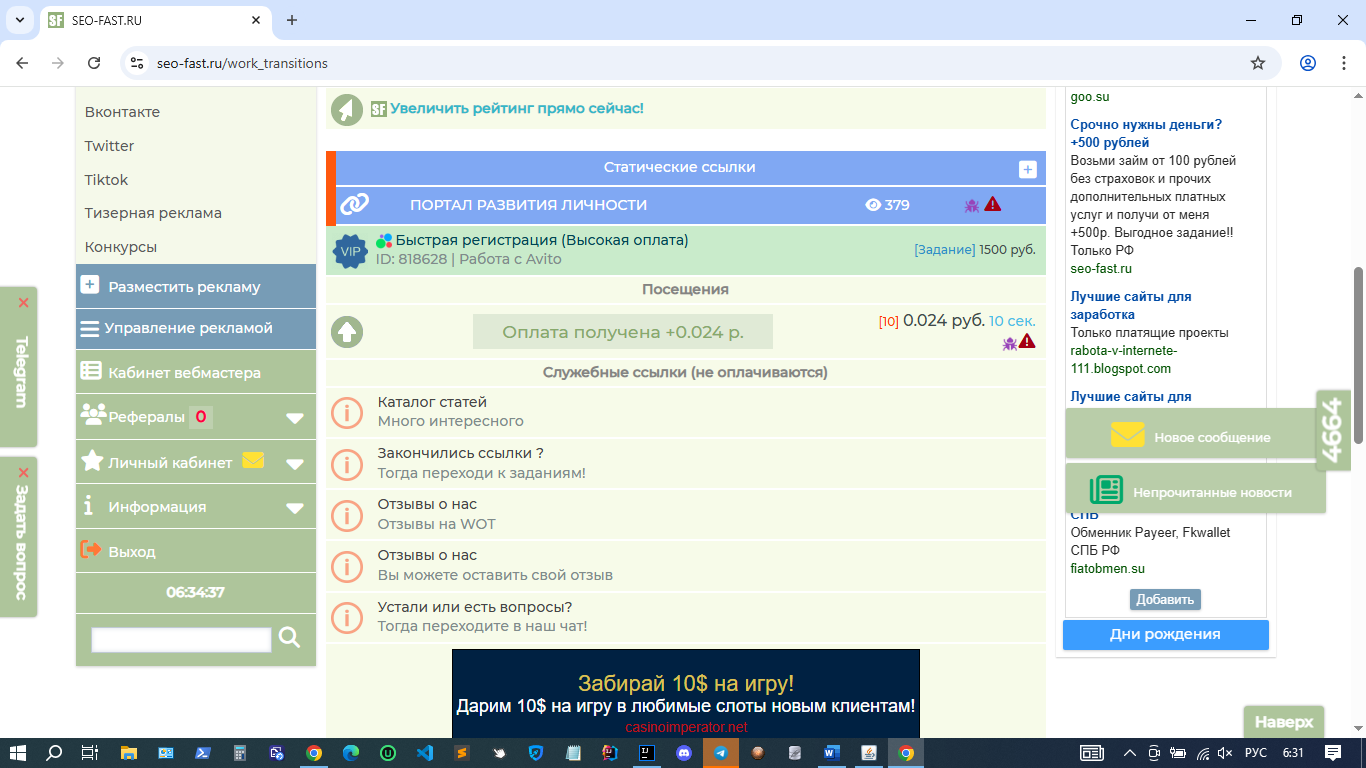 SF SEO-FAST.RU
seo-fast.ru/work_transitions
Вконтакте
Twitter
Tiktok
Тизерная реклама
Конкурсы
Разместить рекламу
Управление рекламой
Кабинет вебмастера
Рефералы 0
Личный кабинет
Информация
Выход
06:34:37
Telegram
Задать вопрос
SF Увеличить рейтинг прямо сейчас!
Статические ссылки
ПОРТАЛ РАЗВИТИЯ ЛИЧНОСТИ 379
VIP
Быстрая регистрация (Высокая оплата)
ID: 818628 | Работа с Avito
[Задание] 1500 руб.
Посещения
Оплата получена +0.024 р.
[10] 0.024 руб. 10 сек.
Служебные ссылки (не оплачиваются)
Каталог статей
Много интересного
Закончились ссылки ?
Тогда переходи к заданиям!
Отзывы о нас
Отзывы на WOT
Отзывы о нас
Вы можете оставить свой отзыв
Устали или есть вопросы?
Тогда переходите в наш чат!
Забирай 10$ на игру!
Дарим 10$ на игру в любимые слоты новым клиентам!
casinoimperator.net
goo.su
Срочно нужны деньги?
+500 рублей
Возьми займ от 100 рублей
без страховок и прочих
дополнительных платных
услуг и получи от меня
+500р. Выгодное задание!!
Только РФ
seo-fast.ru
Лучшие сайты для
заработка
Только платящие проекты
rabota-v-internete-
111.blogspot.com
Лучшие сайты для
4664
Новое сообщение
Непрочитанные новости
СПБ
Обменник Payeer, Fkwallet
СПБ РФ
fiatobmen.su
Добавить
Дни рождения
Наверх
РУС 6:31